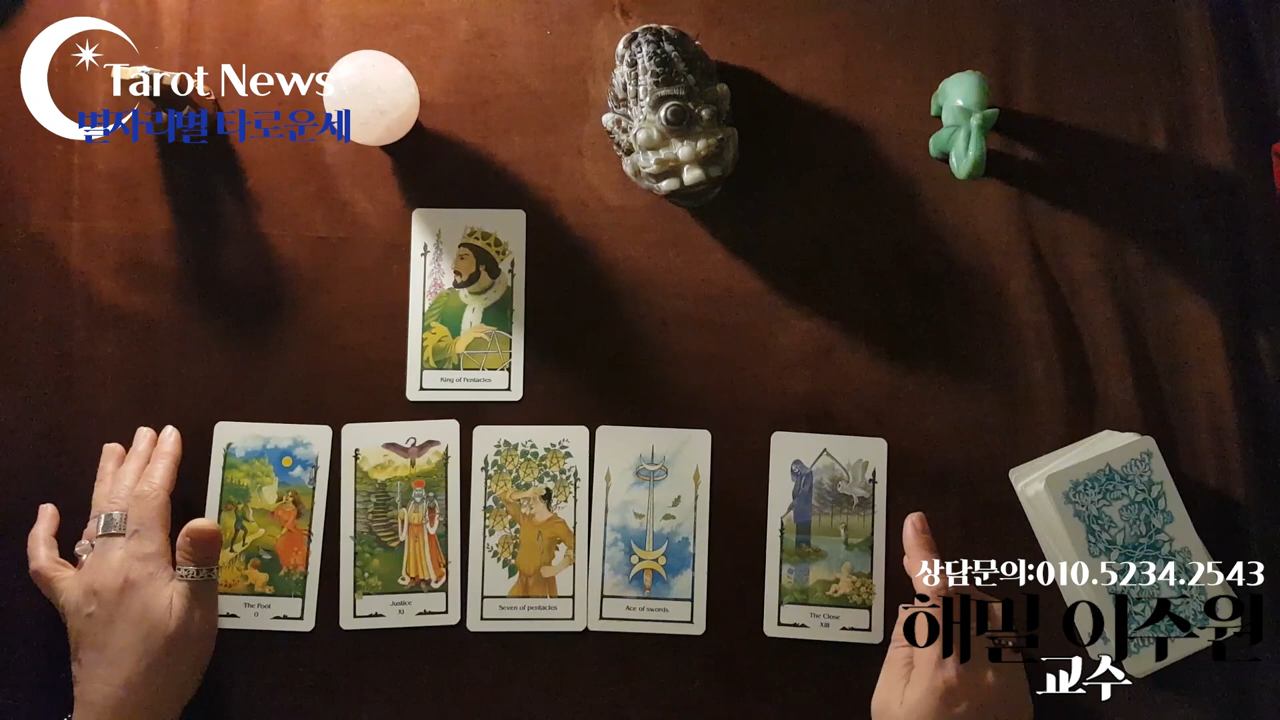 Tarot News
별자리별 타로운세
King of Pentacles
The Fool
0
Justice
XI
Seven of pentacles
Ace of swords
The Close
XIII
상담문의:010.5234.2543
해밀 이수원
교수